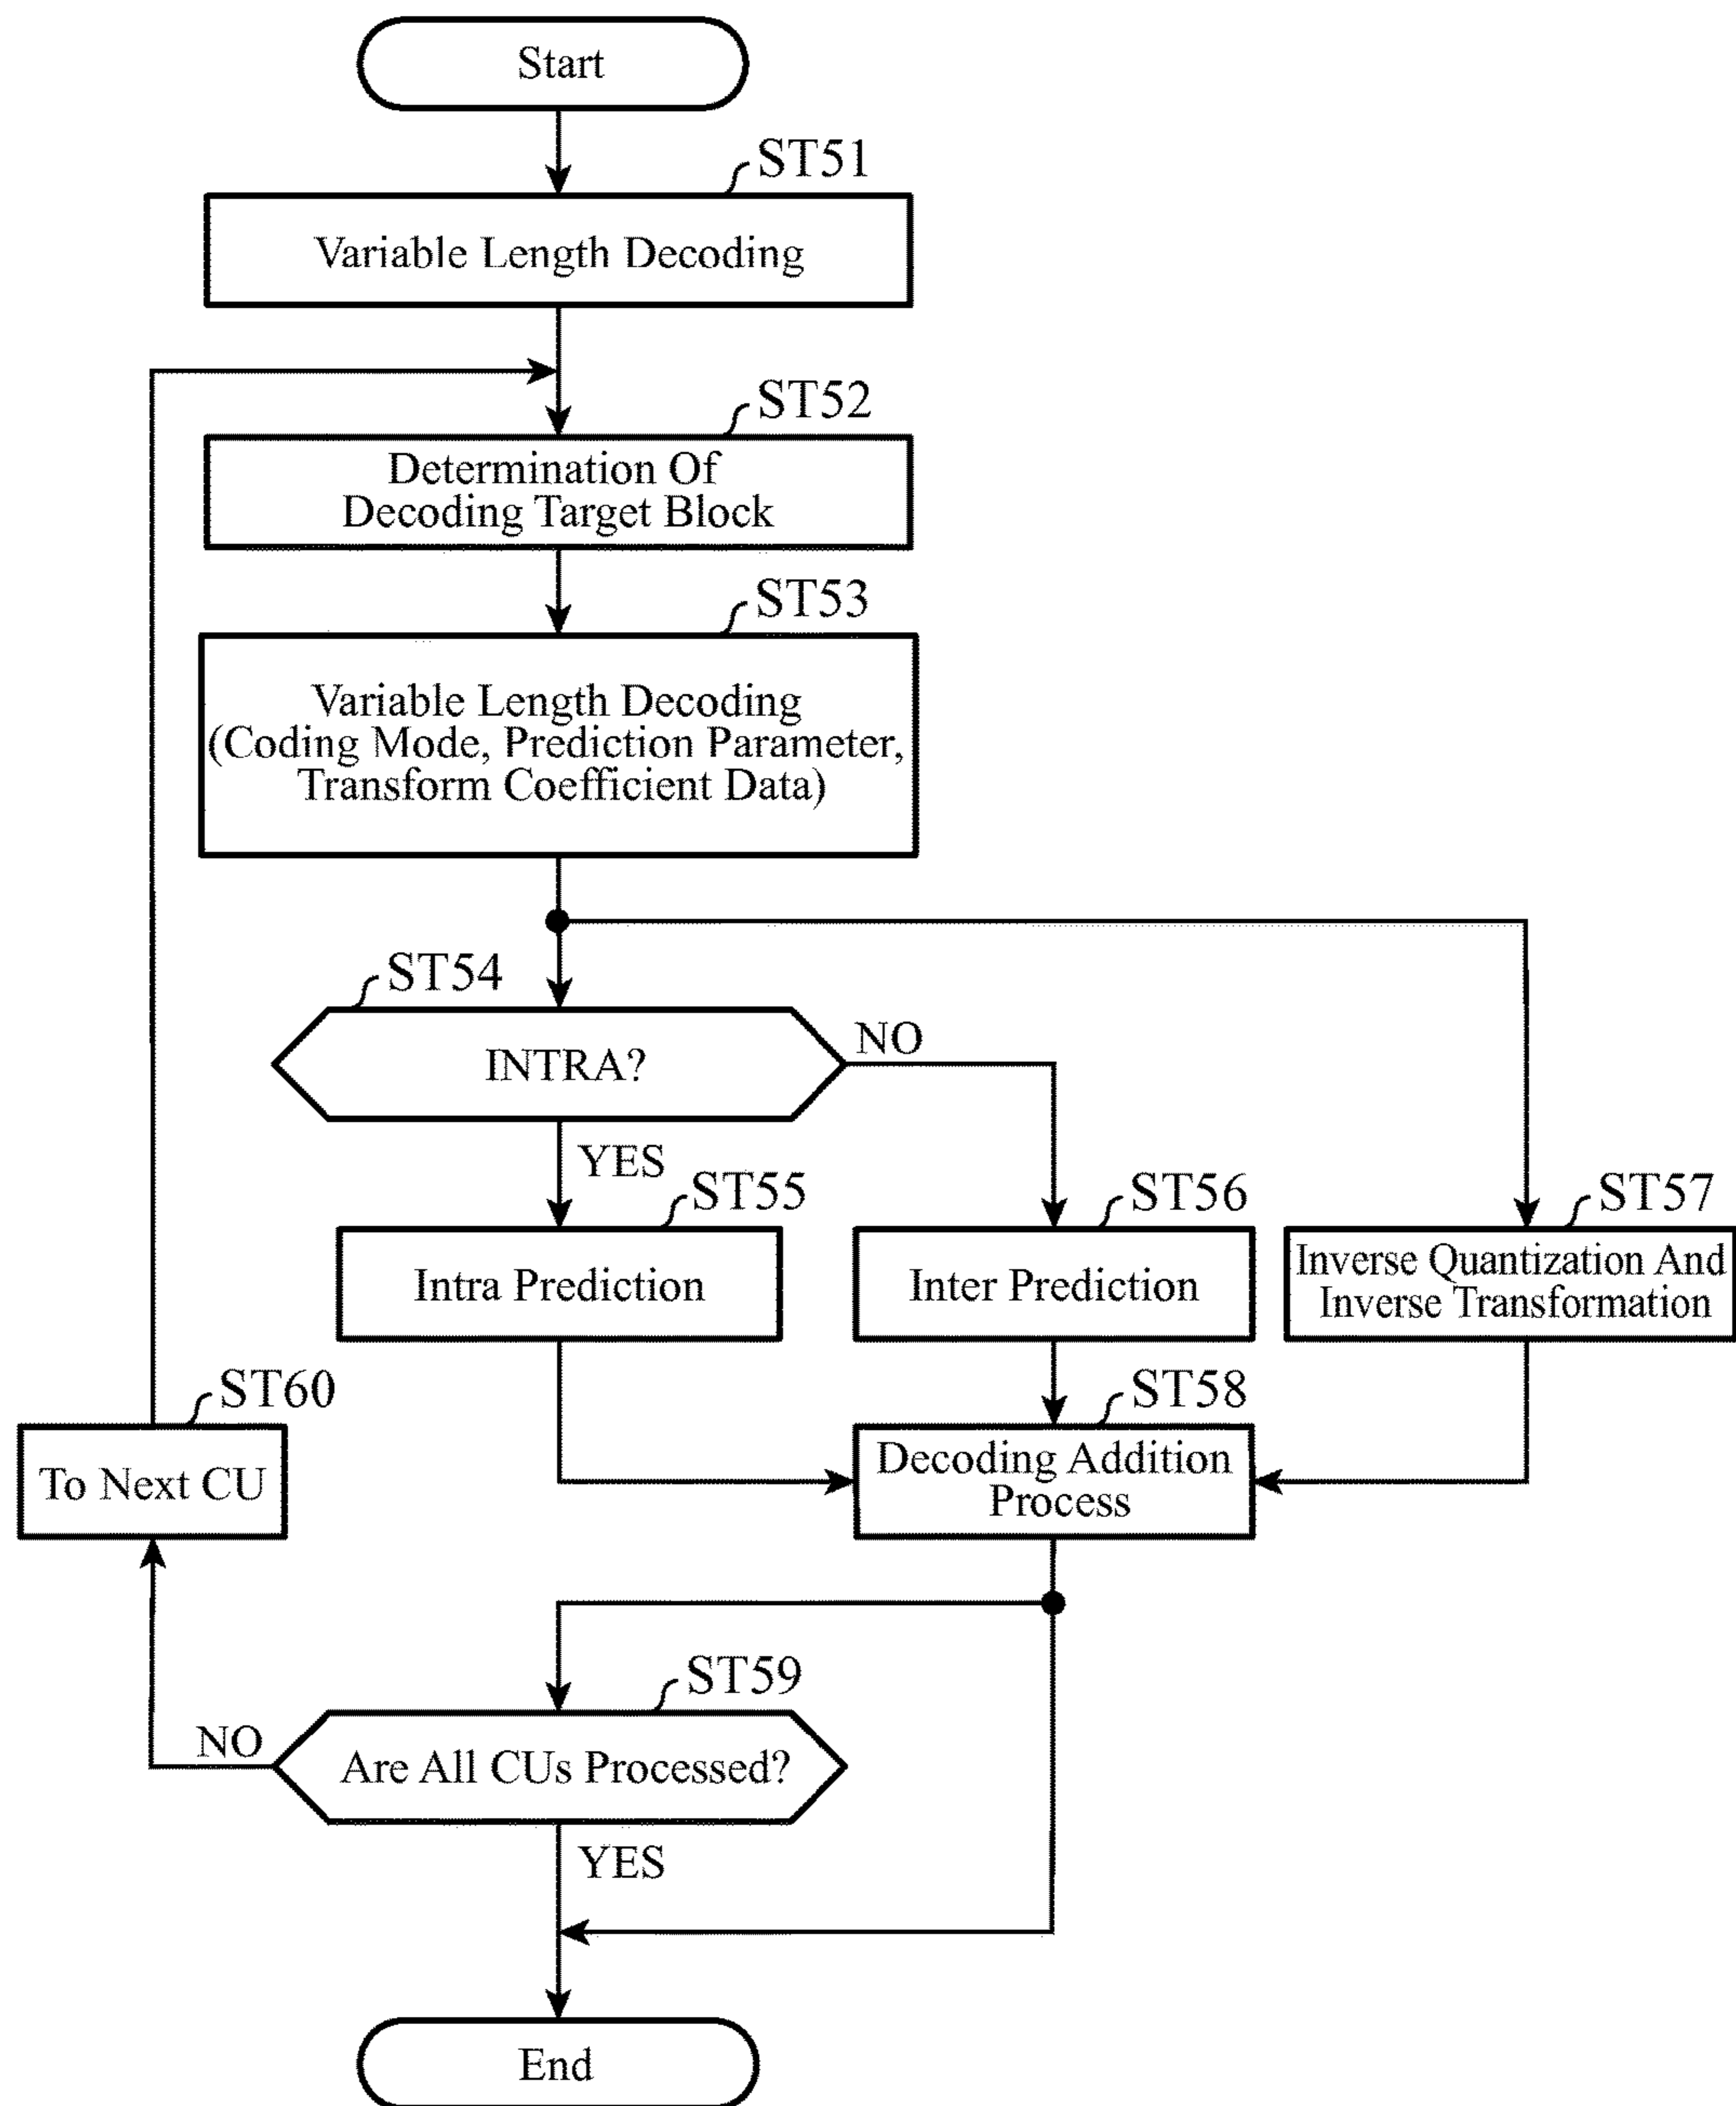 Start
ST51
Variable Length Decoding
ST52
Determination Of
Decoding Target Block
ST53
Variable Length Decoding
(Coding Mode, Prediction Parameter,
Transform Coefficient Data)
ST54
INTRA?
NO
YES
ST55
Intra Prediction
ST56
Inter Prediction
ST57
Inverse Quantization And
Inverse Transformation
ST60
To Next CU
ST58
Decoding Addition
Process
ST59
Are All CUs Processed?
NO
YES
End